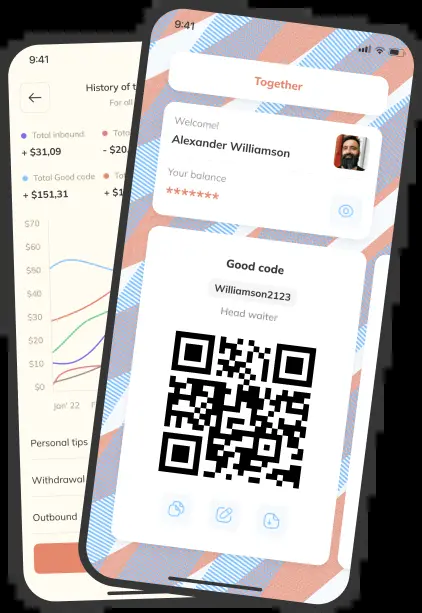 9:41
History of t
For all
Total inbound
+ $31,09
Tota
- $20.
Total Good code
+ $151,31
+ $1
$70
$60
$50
$40
$30
$20
$10
$0
Jan' 22
Personal tips
Withdrawal
Outbound
9:41
Together
Welcome!
Alexander Williamson
Your balance
*******
Good code
Williamson2123
Head waiter